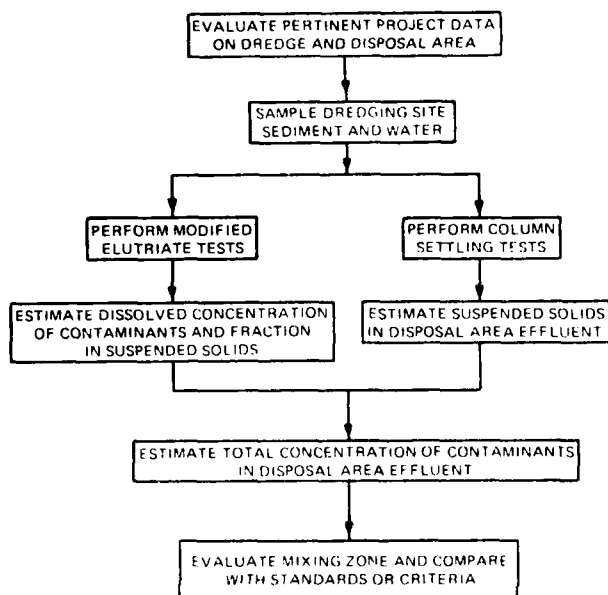 EVALUATE PERTINENT PROJECT DATA
ON DREDGE AND DISPOSAL AREA
SAMPLE DREDGING SITE
SEDIMENT AND WATER
PERFORM MODIFIED
ELUTRIATE TESTS
PERFORM COLUMN
SETTLING TESTS
ESTIMATE DISSOLVED CONCENTRATION
OF CONTAMINANTS AND FRACTION
IN SUSPENDED SOLIDS
ESTIMATE SUSPENDED SOLIDS
IN DISPOSAL AREA EFFLUENT
ESTIMATE TOTAL CONCENTRATION OF CONTAMINANTS
IN DISPOSAL AREA EFFLUENT
EVALUATE MIXING ZONE AND COMPARE
WITH STANDARDS OR CRITERIA